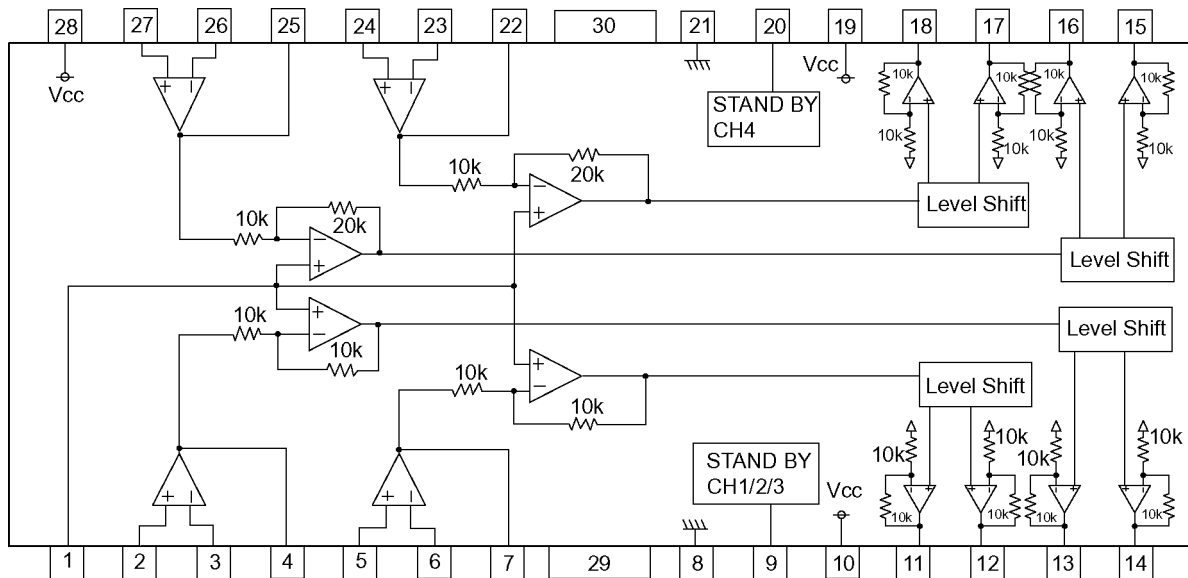 28 27 26 25 24 23 22 30 21 20 19 18 17 16 15
Vcc
+ −
+ −
STAND BY
CH4
Vcc
10k 10k 10k 10k
− + + − − + + −
10k 10k 10k 10k
10k
20k
−
+
Level Shift
10k
20k
−
+
Level Shift
10k
+
−
10k
Level Shift
10k
+
−
10k
Level Shift
STAND BY
CH1/2/3
Vcc
10k 10k 10k 10k
+ −
+ −
− + + − − + + −
10k 10k 10k 10k
1 2 3 4 5 6 7 29 8 9 10 11 12 13 14